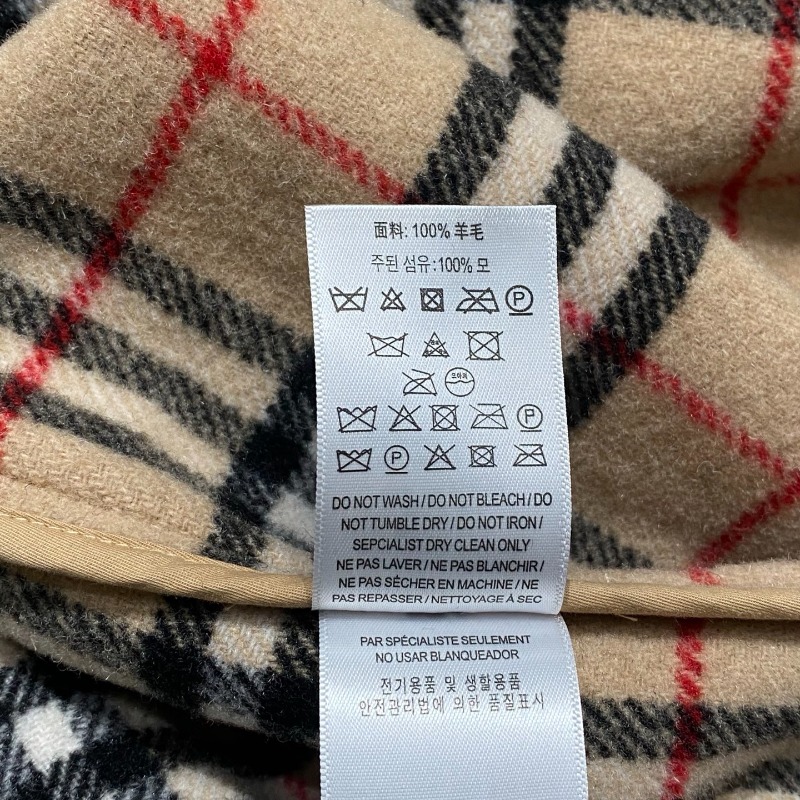 面料: 100% 羊毛
주된 섬유:100% 모
P
드라이
P
P
DO NOT WASH / DO NOT BLEACH / DO
NOT TUMBLE DRY / DO NOT IRON /
SEPCIALIST DRY CLEAN ONLY
NE PAS LAVER / NE PAS BLANCHIR /
NE PAS SÉCHER EN MACHINE / NE
PAS REPASSER / NETTOYAGE À SEC
PAR SPÉCIALISTE SEULEMENT
NO USAR BLANQUEADOR
전기용품 및 생활용품
안전관리법에 의한 품질표시